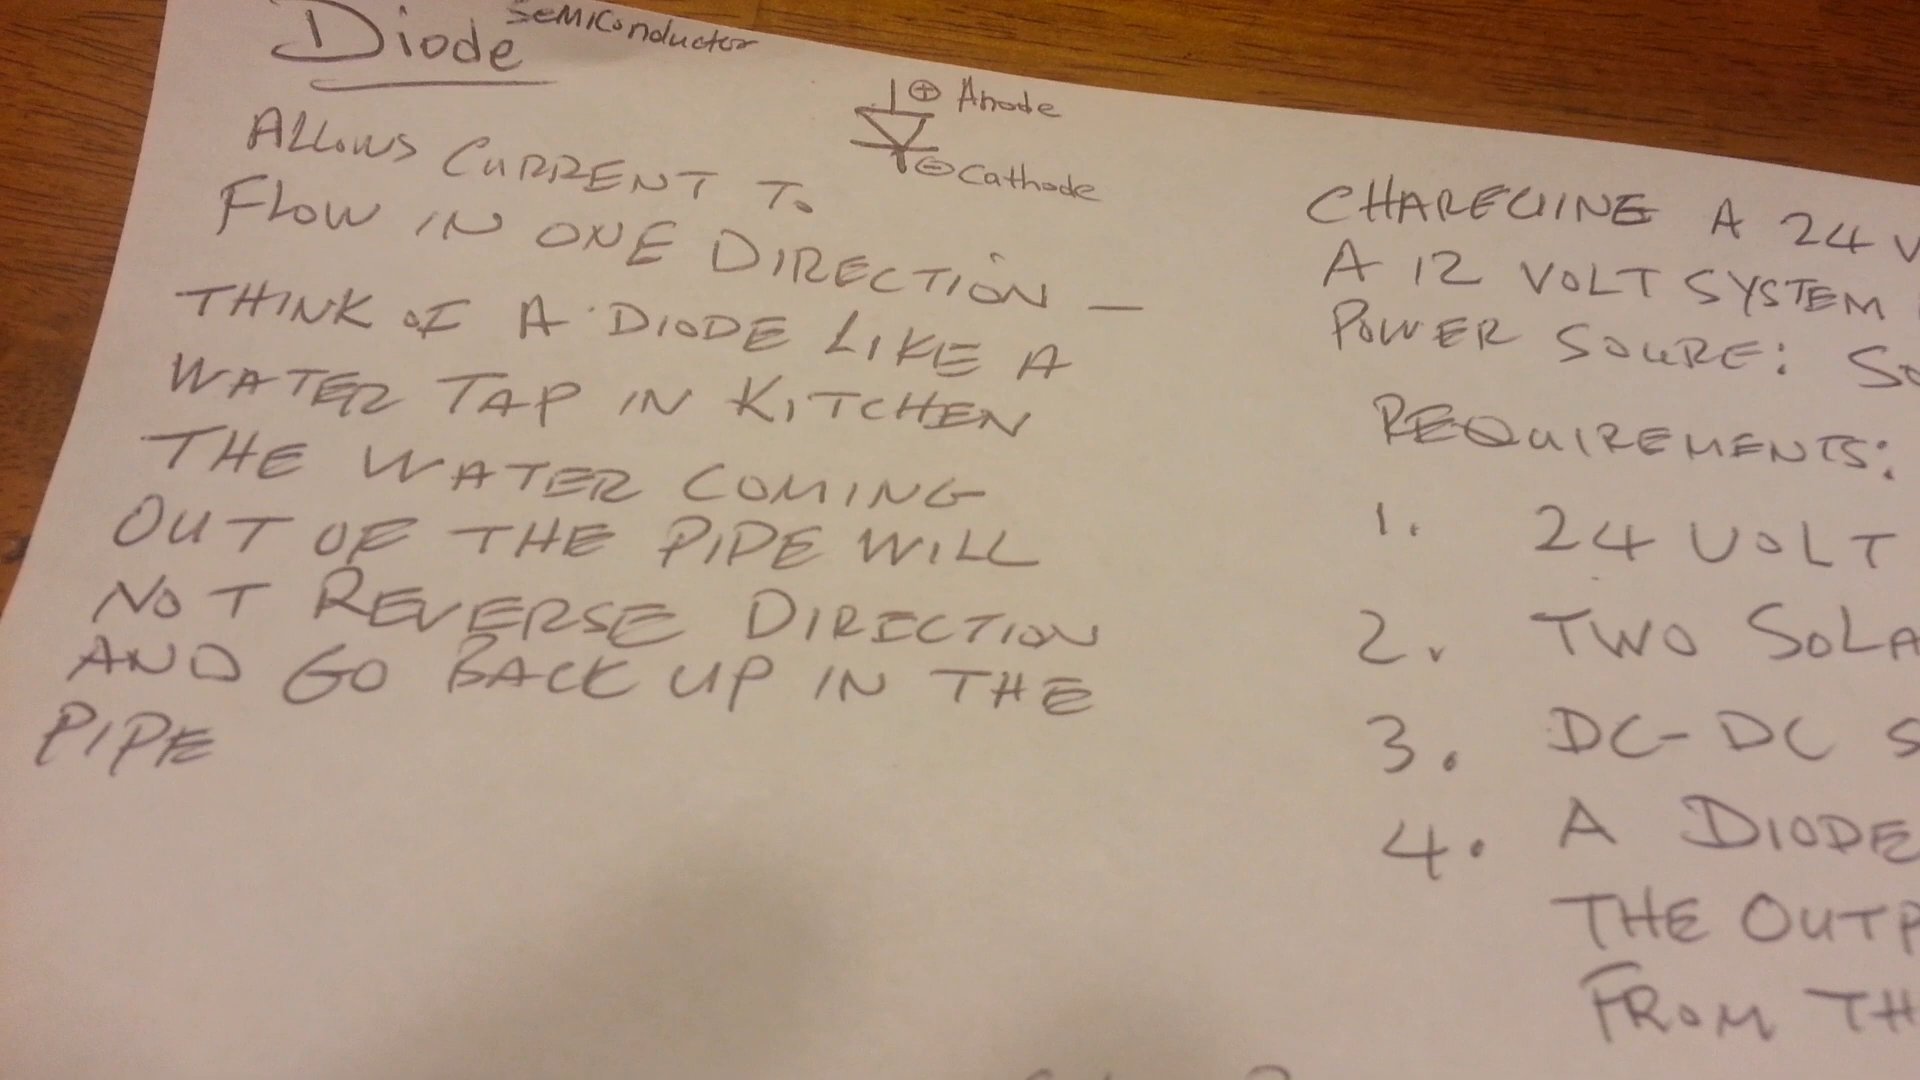 Diode SEMIConductor
⊕ Anode
⊖ Cathode
ALLOWS CURRENT TO
FLOW IN ONE DIRECTION —
THINK OF A DIODE LIKE A
WATER TAP IN KITCHEN
THE WATER COMING
OUT OF THE PIPE WILL
NOT REVERSE DIRECTION
AND GO BACK UP IN THE
PIPE
A 24 V
A 12 VOLT SYSTEM
POWER SOURE: SO
REQUIREMENTS:
1. 24 VOLT
2. TWO SOLA
3. DC-DC S
4. A DIODE
THE OUTP
FROM TH